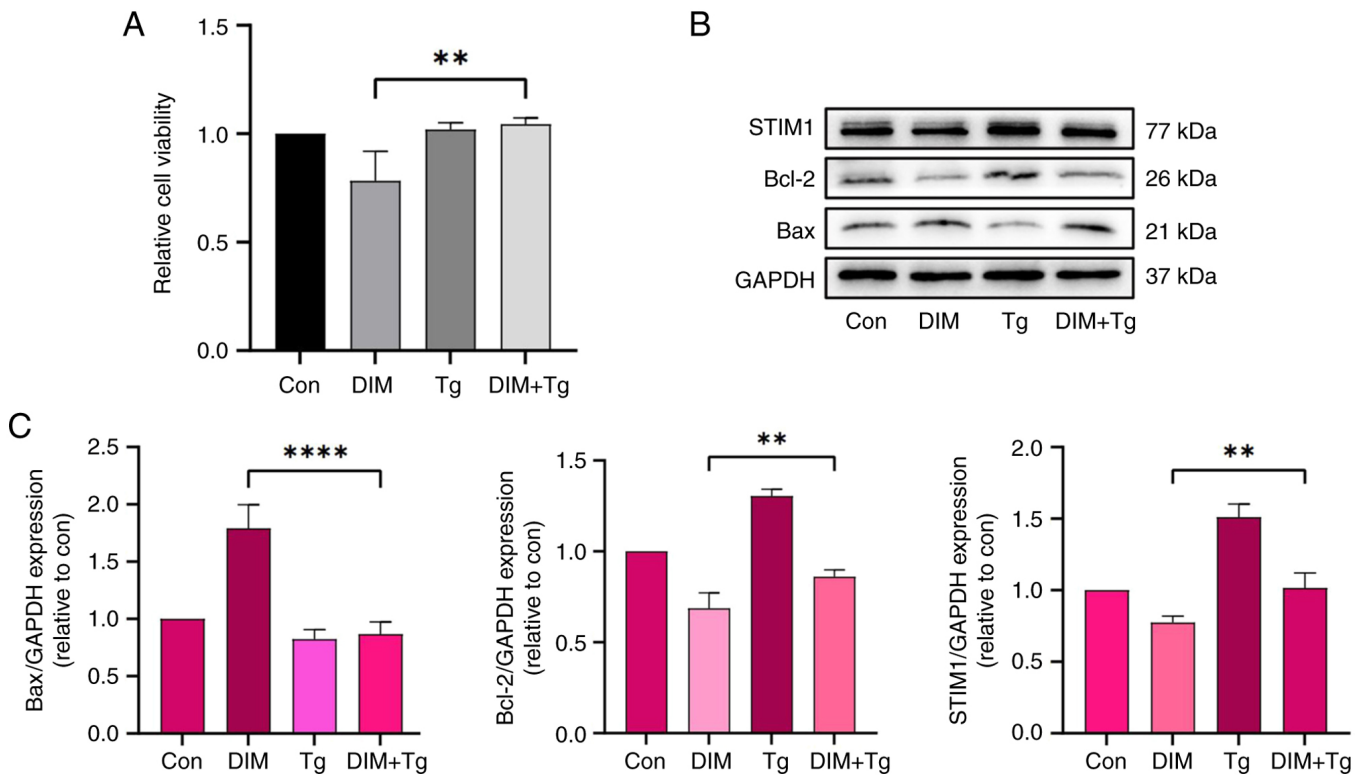 A
Relative cell viability
1.5
1.0
0.5
0.0
**
Con DIM Tg DIM+Tg
B
STIM1 77 kDa
Bcl-2 26 kDa
Bax 21 kDa
GAPDH 37 kDa
Con DIM Tg DIM+Tg
C
Bax/GAPDH expression
(relative to con)
2.5
2.0
1.5
1.0
0.5
0.0
****
Con DIM Tg DIM+Tg
Bcl-2/GAPDH expression
(relative to con)
1.5
1.0
0.5
0.0
**
Con DIM Tg DIM+Tg
STIM1/GAPDH expression
(relative to con)
2.0
1.5
1.0
0.5
0.0
**
Con DIM Tg DIM+Tg